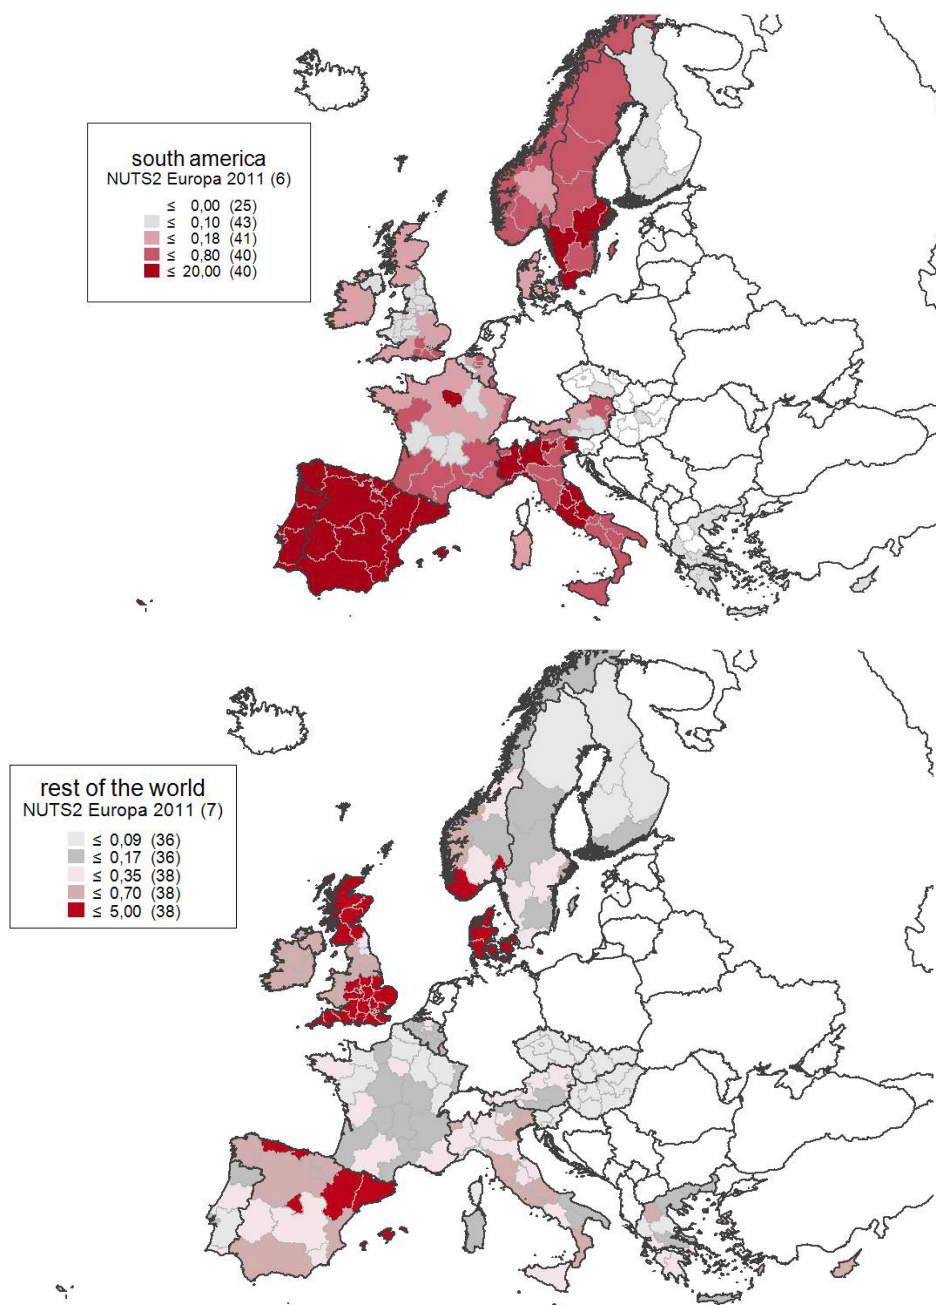 south america
NUTS2 Europa 2011 (6)
≤ 0,00 (25)
≤ 0,10 (43)
≤ 0,18 (41)
≤ 0,80 (40)
≤ 20,00 (40)
rest of the world
NUTS2 Europa 2011 (7)
≤ 0,09 (36)
≤ 0,17 (36)
≤ 0,35 (38)
≤ 0,70 (38)
≤ 5,00 (38)